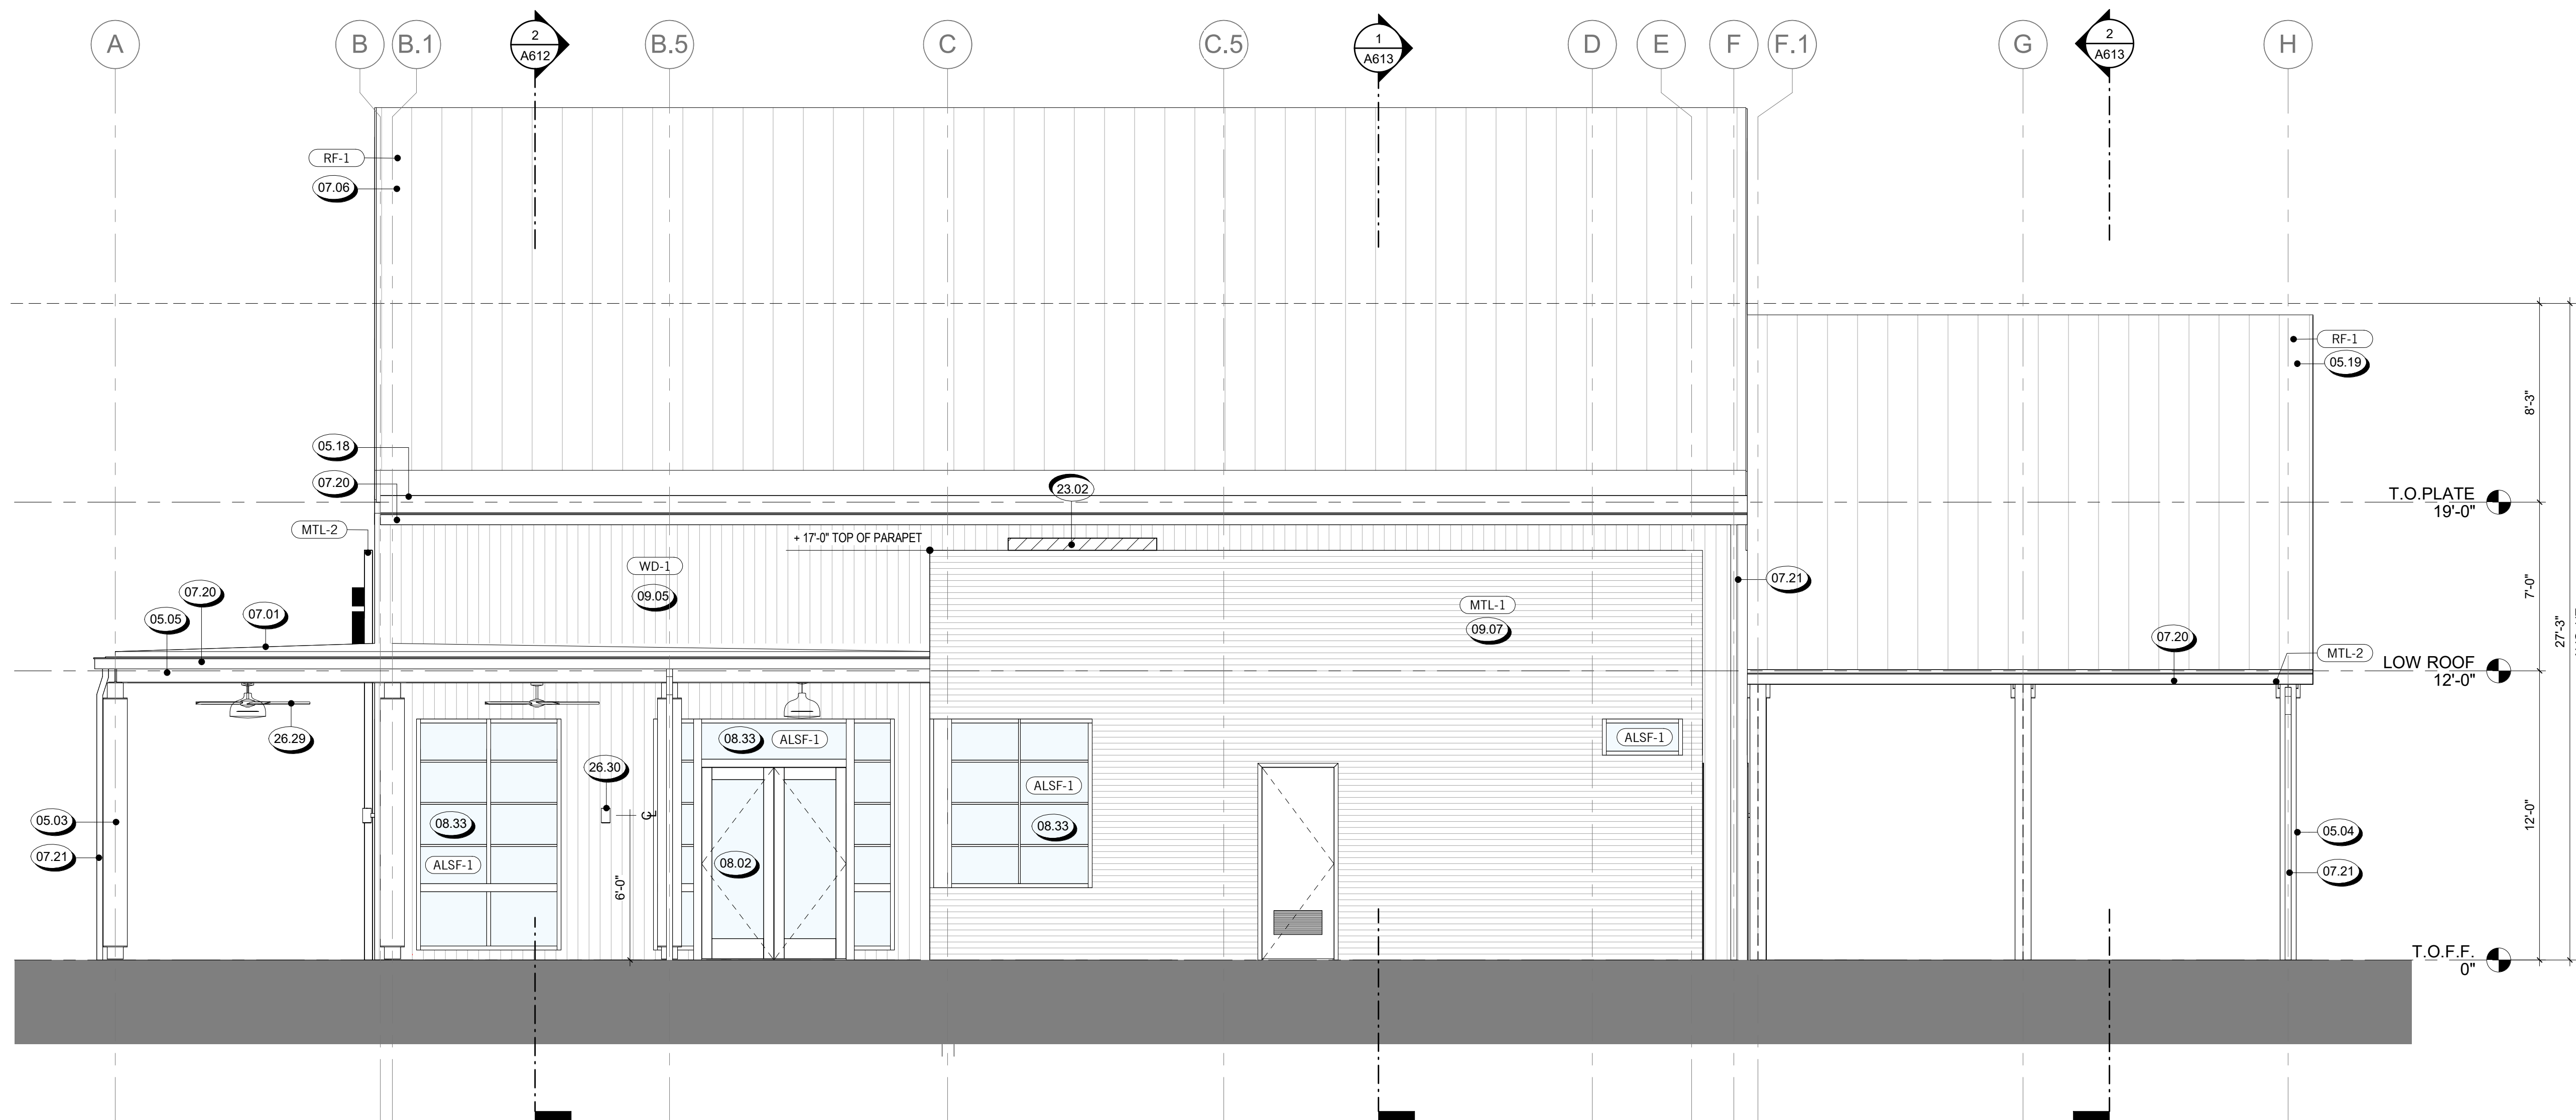 A B B.1 B.5 C C.5 D E F F.1 G H
2
A612
1
A613
2
A613
RF-1
07.06
RF-1
05.19
8'-3"
05.18
07.20
23.02
T.O.PLATE
19'-0"
MTL-2
+ 17'-0" TOP OF PARAPET
WD-1
09.05
07.21
07.20
07.01
05.05
MTL-1
09.07
7'-0"
27'-3"
07.20
MTL-2
LOW ROOF
12'-0"
26.29
08.33
ALSF-1
ALSF-1
26.30
ALSF-1
08.33
05.03
08.33
CL
12'-0"
05.04
07.21
ALSF-1
08.02
07.21
6'-0"
T.O.F.F.
0"